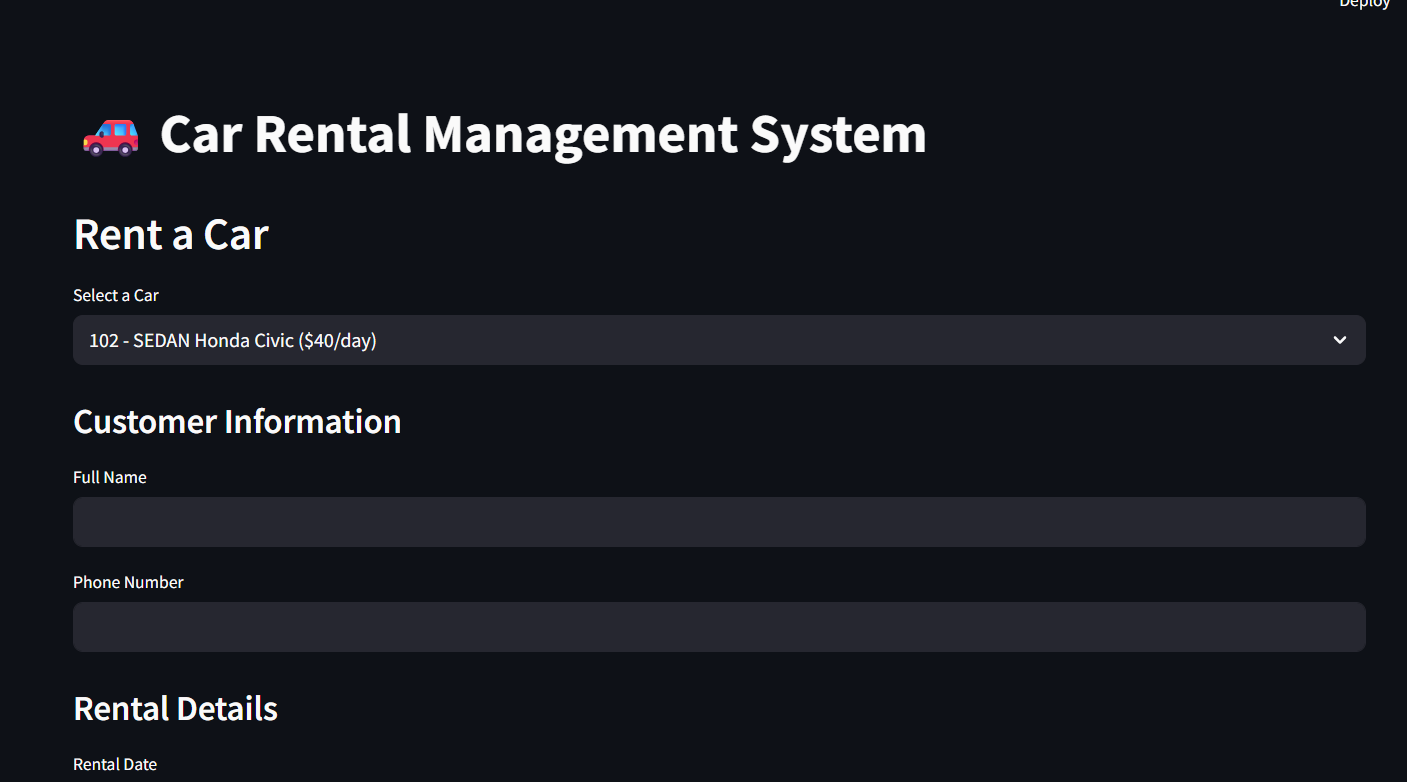 Deploy
Car Rental Management System
Rent a Car
Select a Car
102 - SEDAN Honda Civic ($40/day)
Customer Information
Full Name
Phone Number
Rental Details
Rental Date